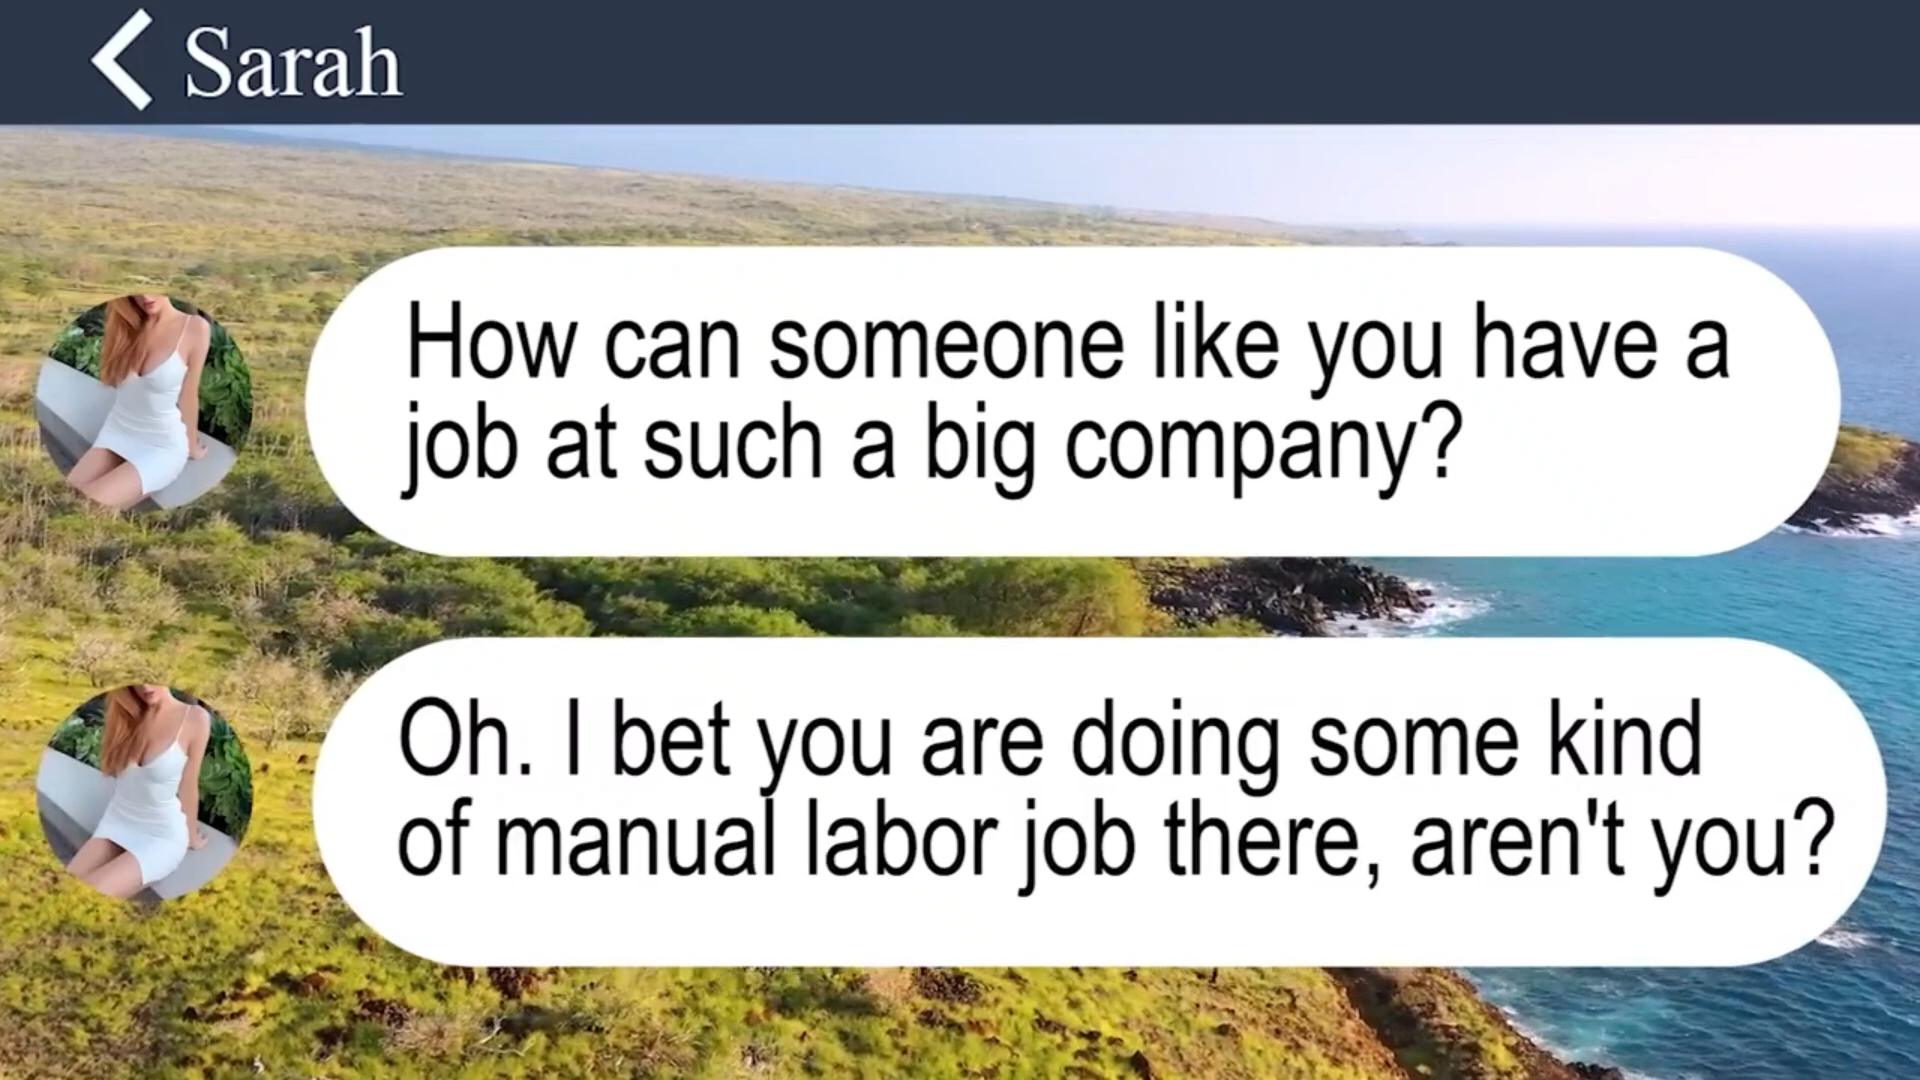 Sarah
How can someone like you have a
job at such a big company?
Oh. I bet you are doing some kind
of manual labor job there, aren't you?